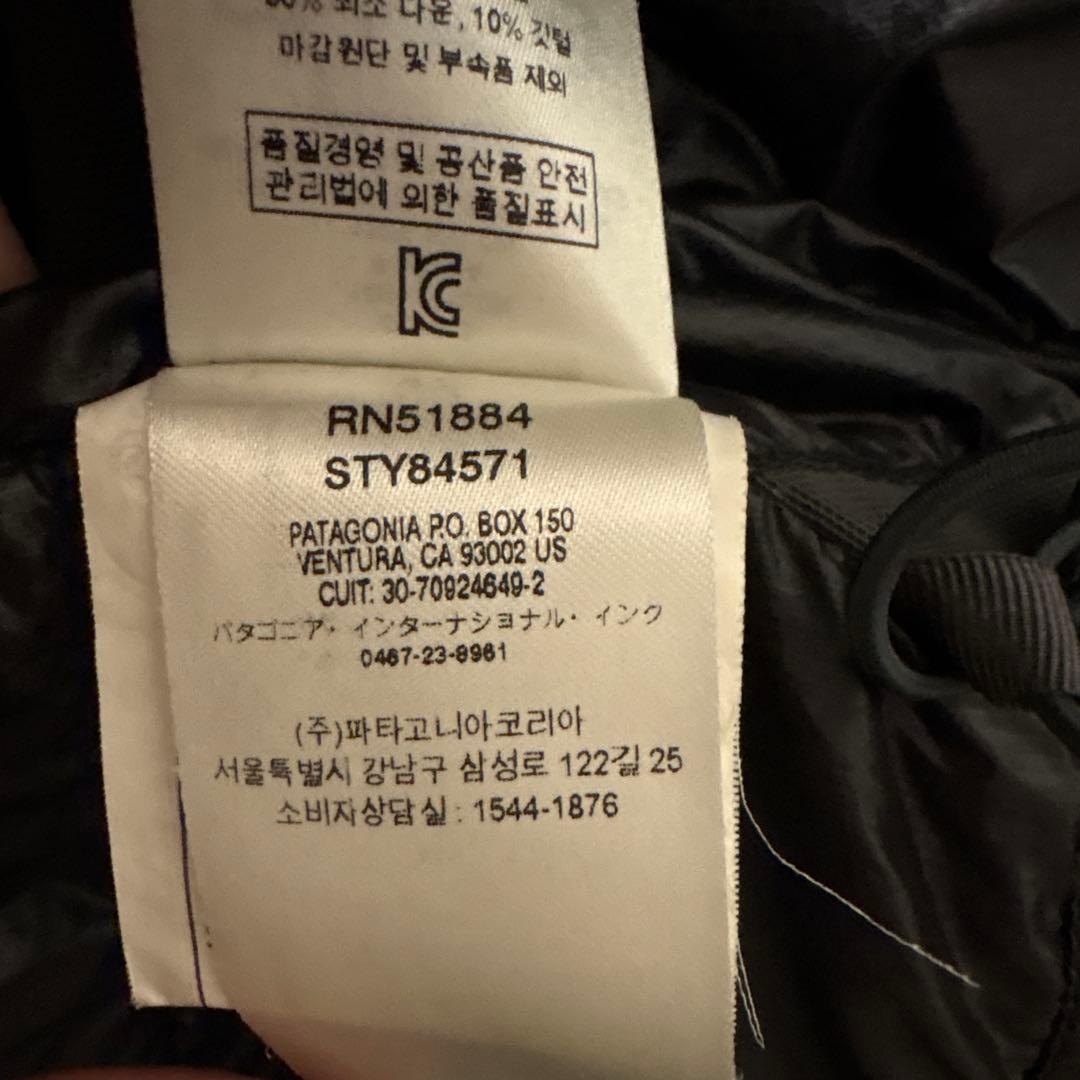 최소 다운, 10% 깃털
마감원단 및 부속품 제외
품질경영 및 공산품 안전
관리법에 의한 품질표시
KC
RN51884
STY84571
PATAGONIA P.O. BOX 150
VENTURA, CA 93002 US
CUIT: 30-70924649-2
パタゴニア・インターナショナル・インク
0467-23-8961
(주)파타고니아코리아
서울특별시 강남구 삼성로 122길 25
소비자상담실 : 1544-1876